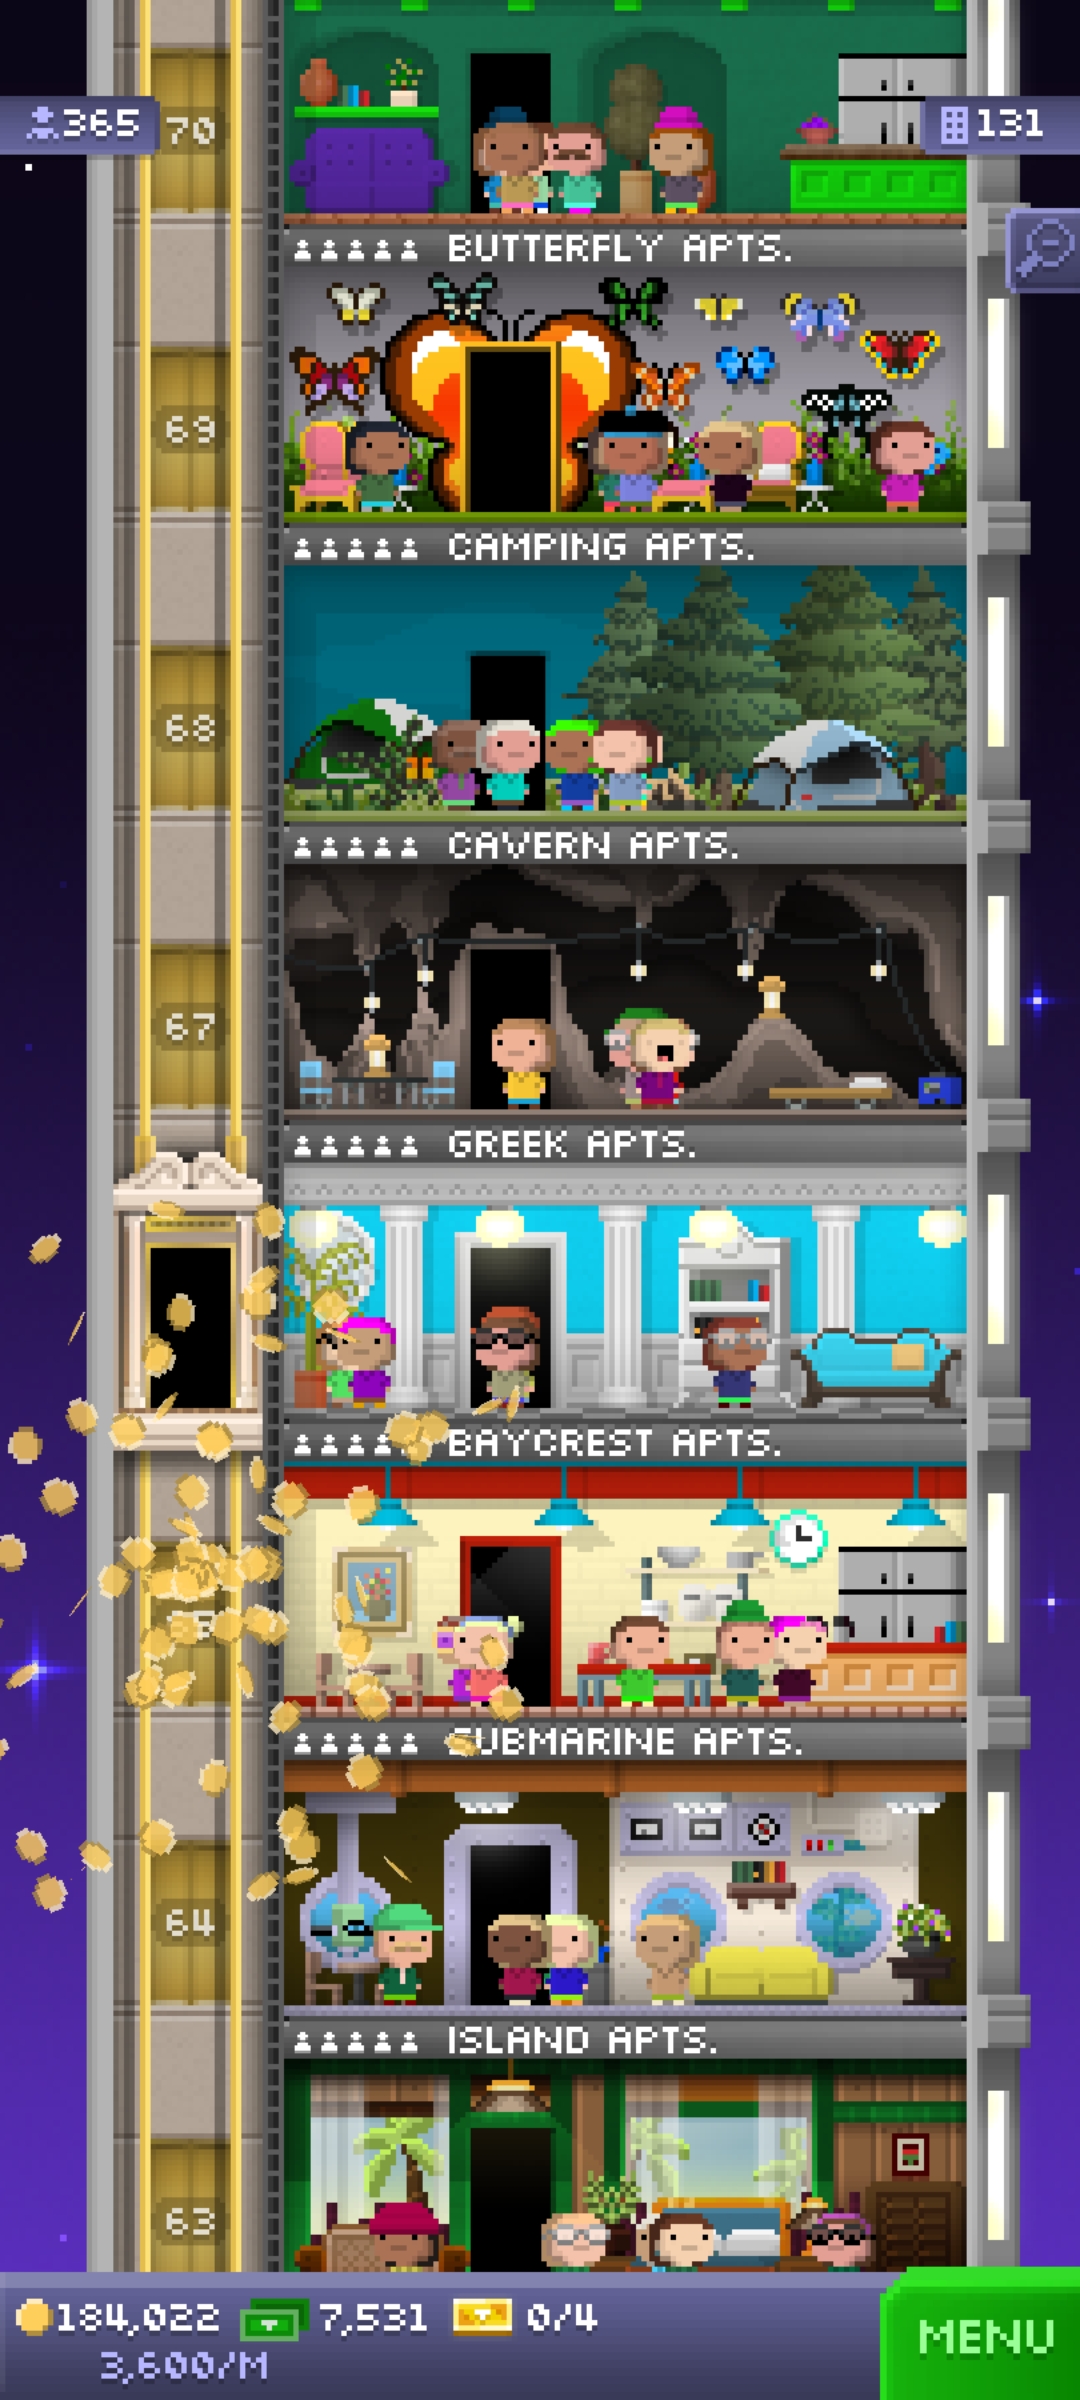 365
70
131
BUTTERFLY APTS.
69
CAMPING APTS.
68
CAVERN APTS.
67
GREEK APTS.
BAYCREST APTS.
SUBMARINE APTS.
64
ISLAND APTS.
63
184,022 7,531 0/4
3,600/M
MENU